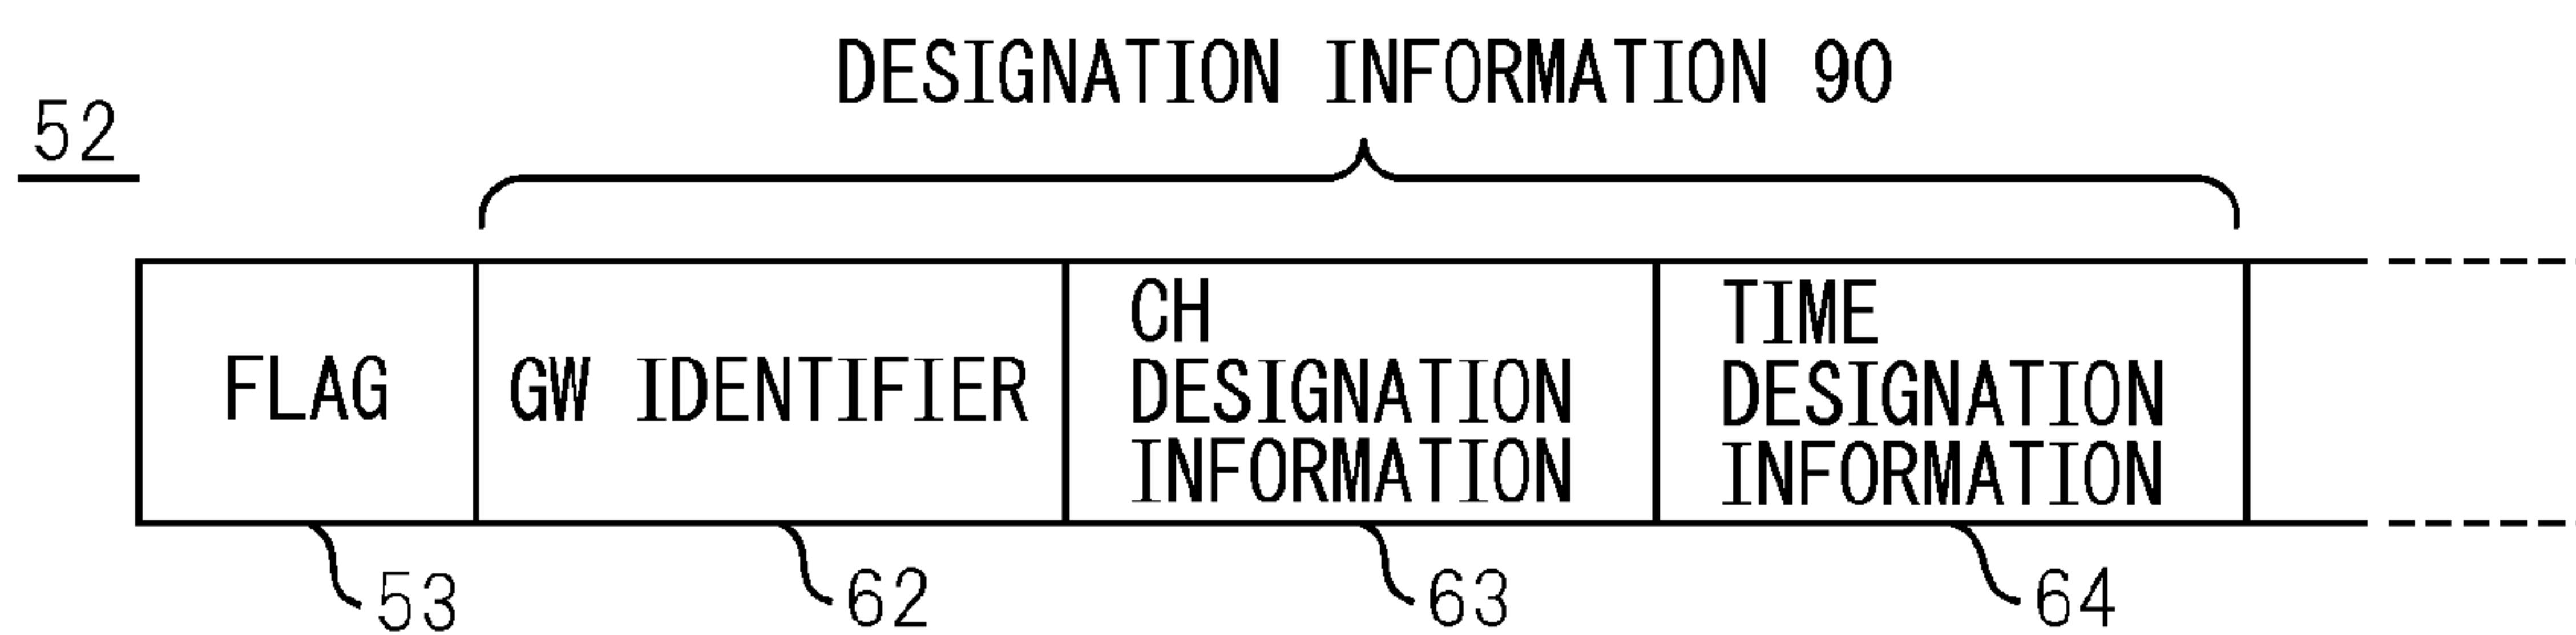 DESIGNATION INFORMATION 90
52
FLAG
GW IDENTIFIER
CH
DESIGNATION
INFORMATION
TIME
DESIGNATION
INFORMATION
53
62
63
64